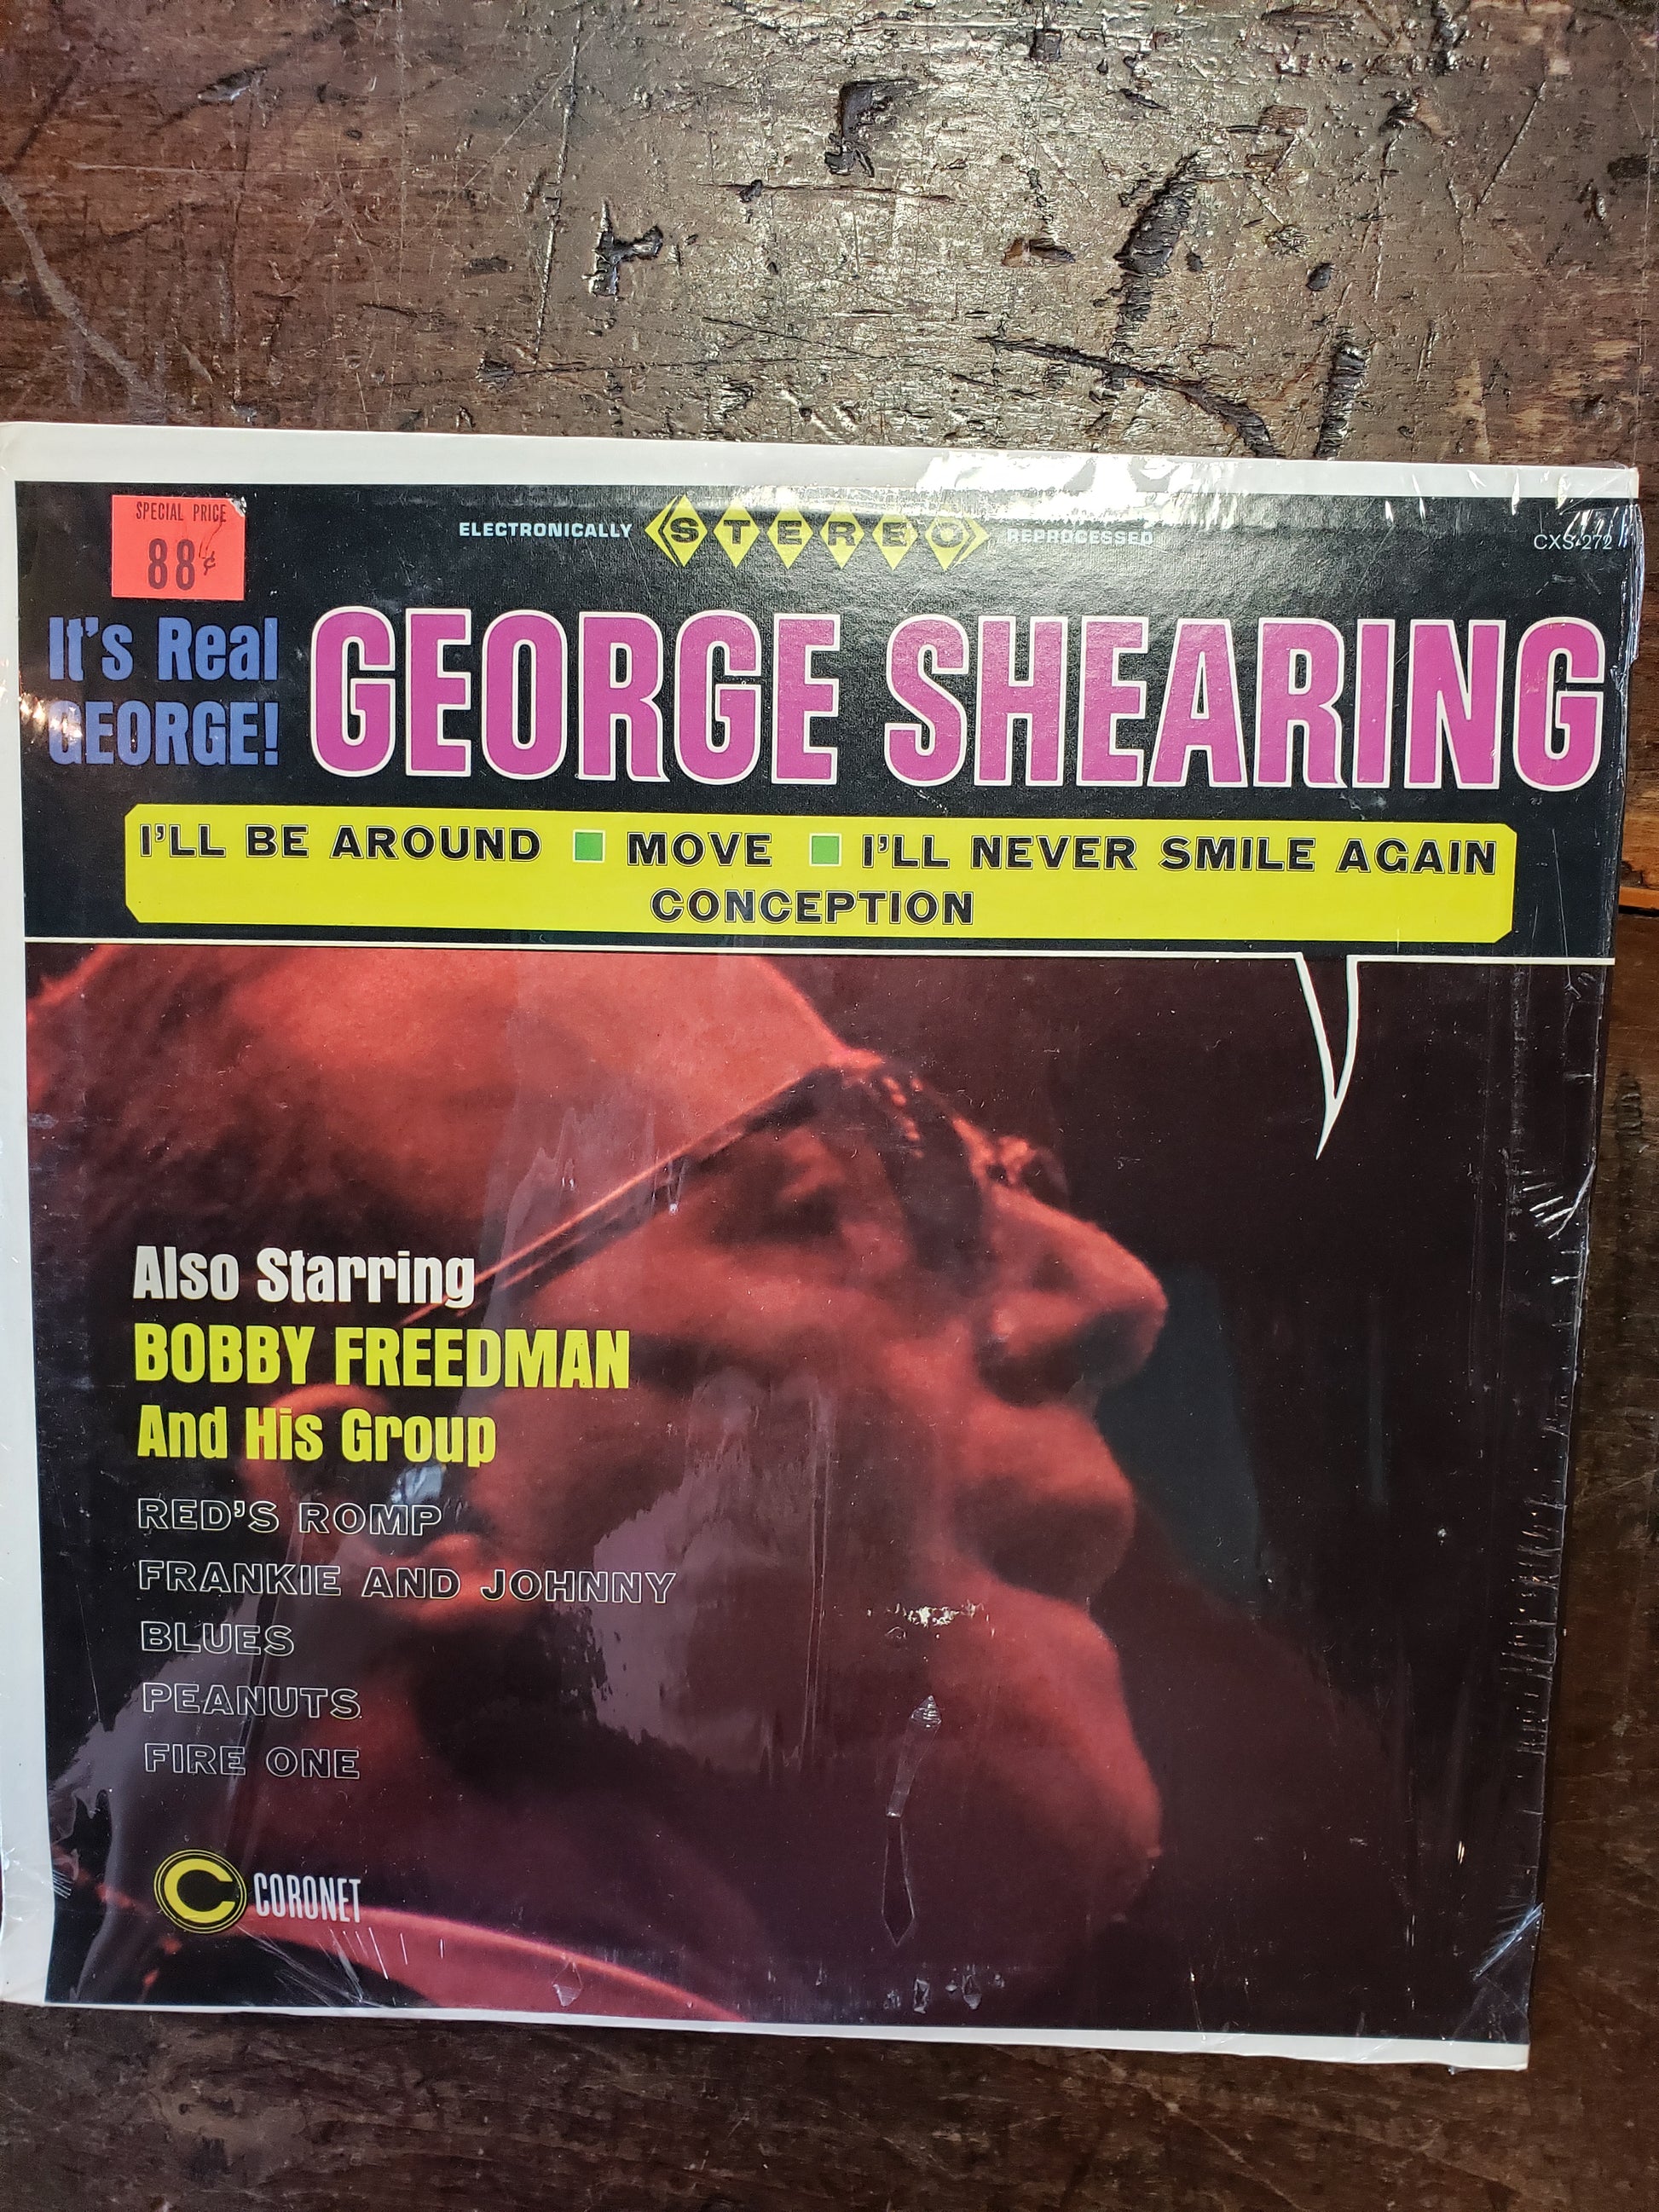 SPECIAL PRICE
88¢
ELECTRONICALLY STEREO REPROCESSED
CXS-272
It's Real
GEORGE!
GEORGE SHEARING
I'LL BE AROUND MOVE I'LL NEVER SMILE AGAIN
CONCEPTION
Also Starring
BOBBY FREEDMAN
And His Group
RED'S ROMP
FRANKIE AND JOHNNY
BLUES
PEANUTS
FIRE ONE
C CORONET